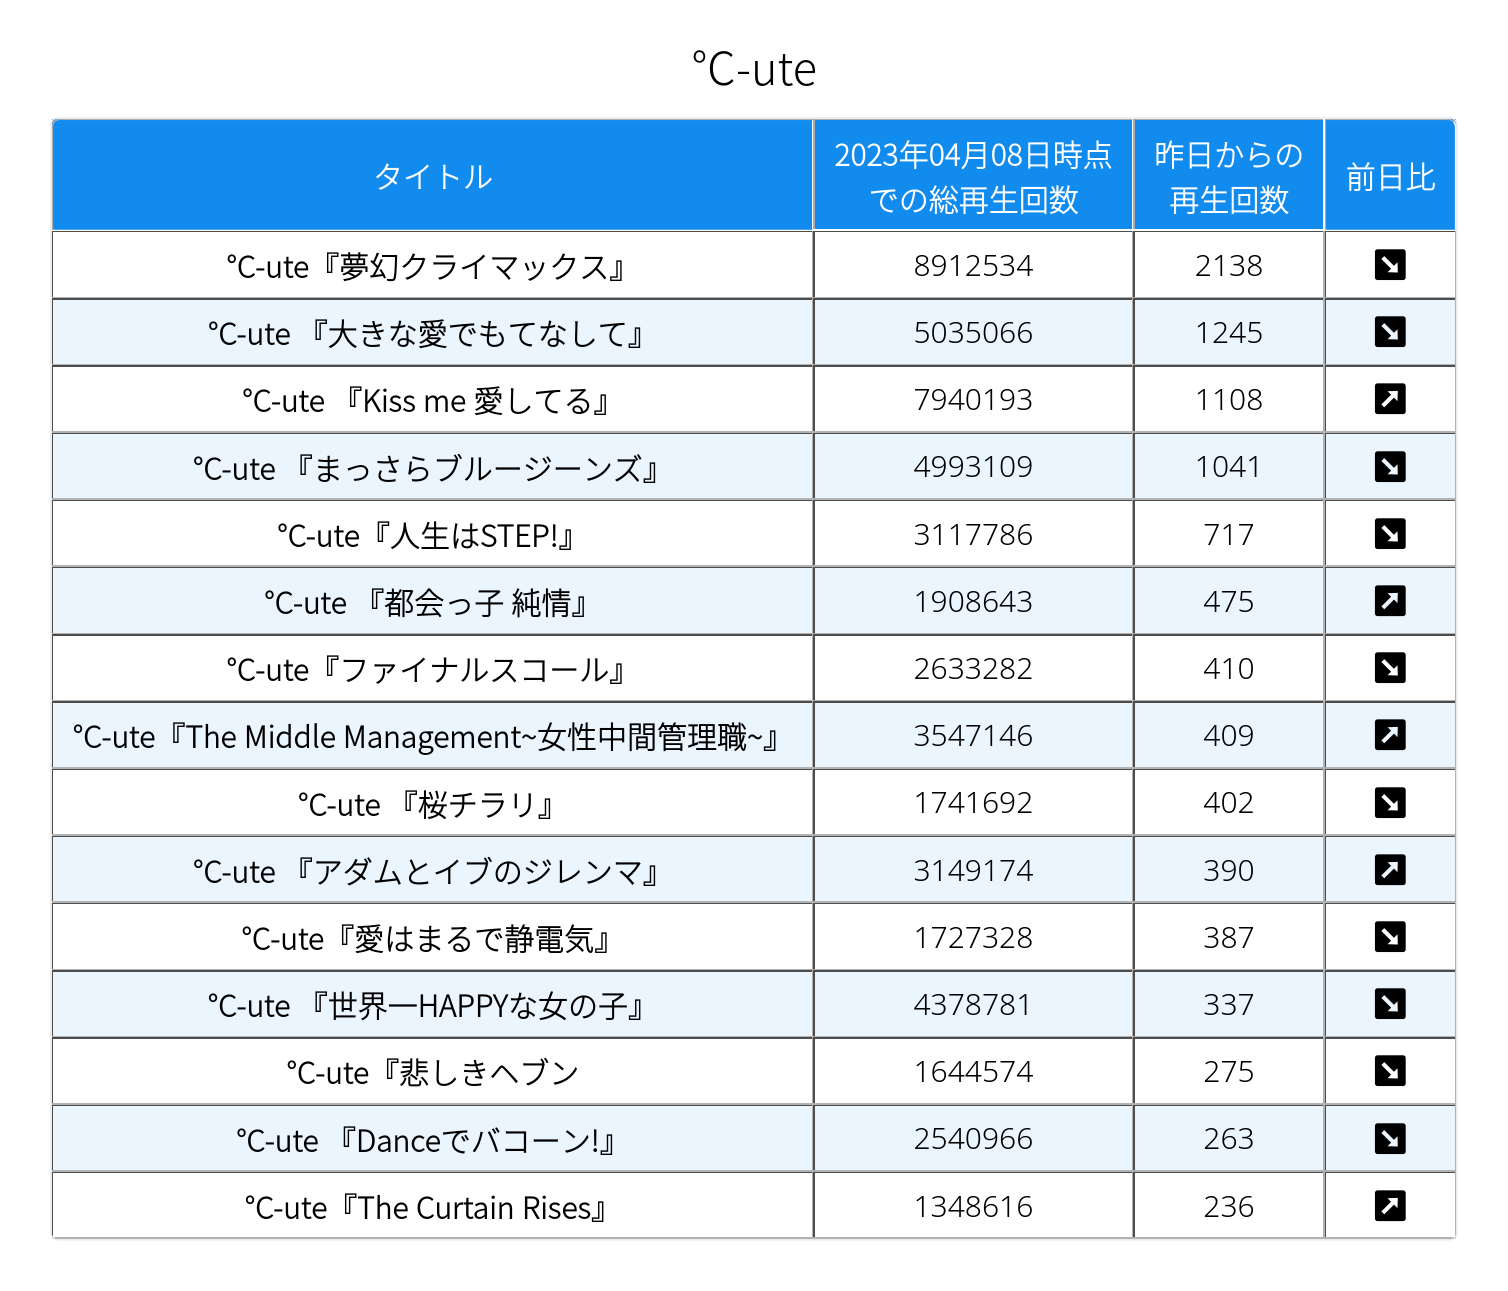 ℃-ute
タイトル
2023年04月08日時点
での総再生回数
昨日からの
再生回数
前日比
℃-ute『夢幻クライマックス』 8912534 2138 ↘
℃-ute 『大きな愛でもてなして』 5035066 1245 ↘
℃-ute 『Kiss me 愛してる』 7940193 1108 ↗
℃-ute 『まっさらブルージーンズ』 4993109 1041 ↘
℃-ute『人生はSTEP!』 3117786 717 ↘
℃-ute 『都会っ子 純情』 1908643 475 ↗
℃-ute『ファイナルスコール』 2633282 410 ↘
℃-ute『The Middle Management~女性中間管理職~』 3547146 409 ↗
℃-ute 『桜チラリ』 1741692 402 ↘
℃-ute 『アダムとイブのジレンマ』 3149174 390 ↗
℃-ute『愛はまるで静電気』 1727328 387 ↘
℃-ute 『世界一HAPPYな女の子』 4378781 337 ↘
℃-ute『悲しきヘブン 1644574 275 ↘
℃-ute 『Danceでバコーン!』 2540966 263 ↘
℃-ute『The Curtain Rises』 1348616 236 ↗